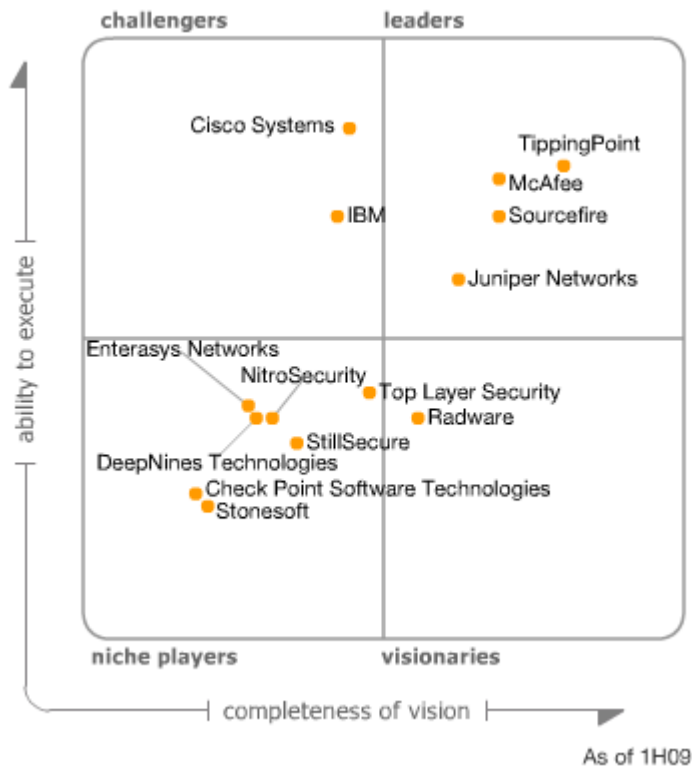 challengers
leaders
Cisco Systems
TippingPoint
McAfee
IBM
Sourcefire
Juniper Networks
ability to execute
Enterasys Networks
NitroSecurity
Top Layer Security
Radware
StillSecure
DeepNines Technologies
Check Point Software Technologies
Stonesoft
niche players
visionaries
completeness of vision
As of 1H09